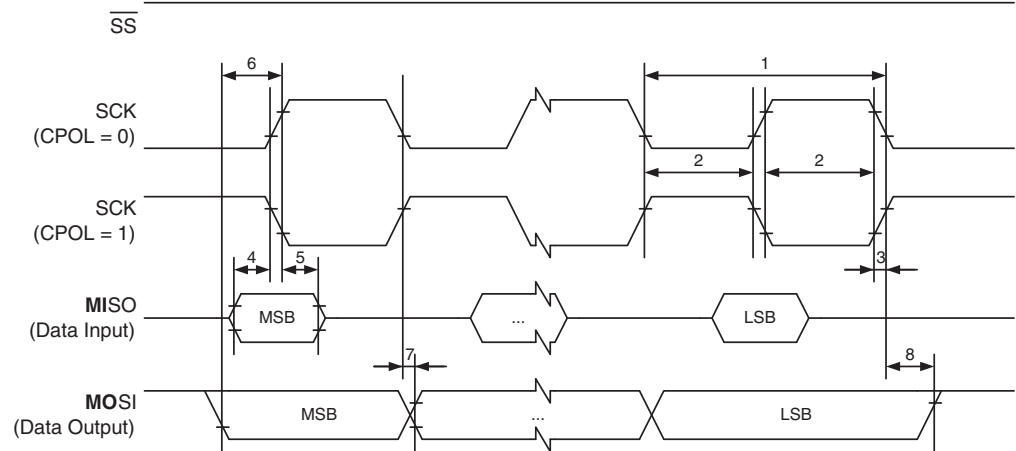 SS
6
1
SCK
(CPOL = 0)
2
2
SCK
(CPOL = 1)
4
5
3
MISO
(Data Input)
MSB
...
LSB
7
8
MOSI
(Data Output)
MSB
...
LSB